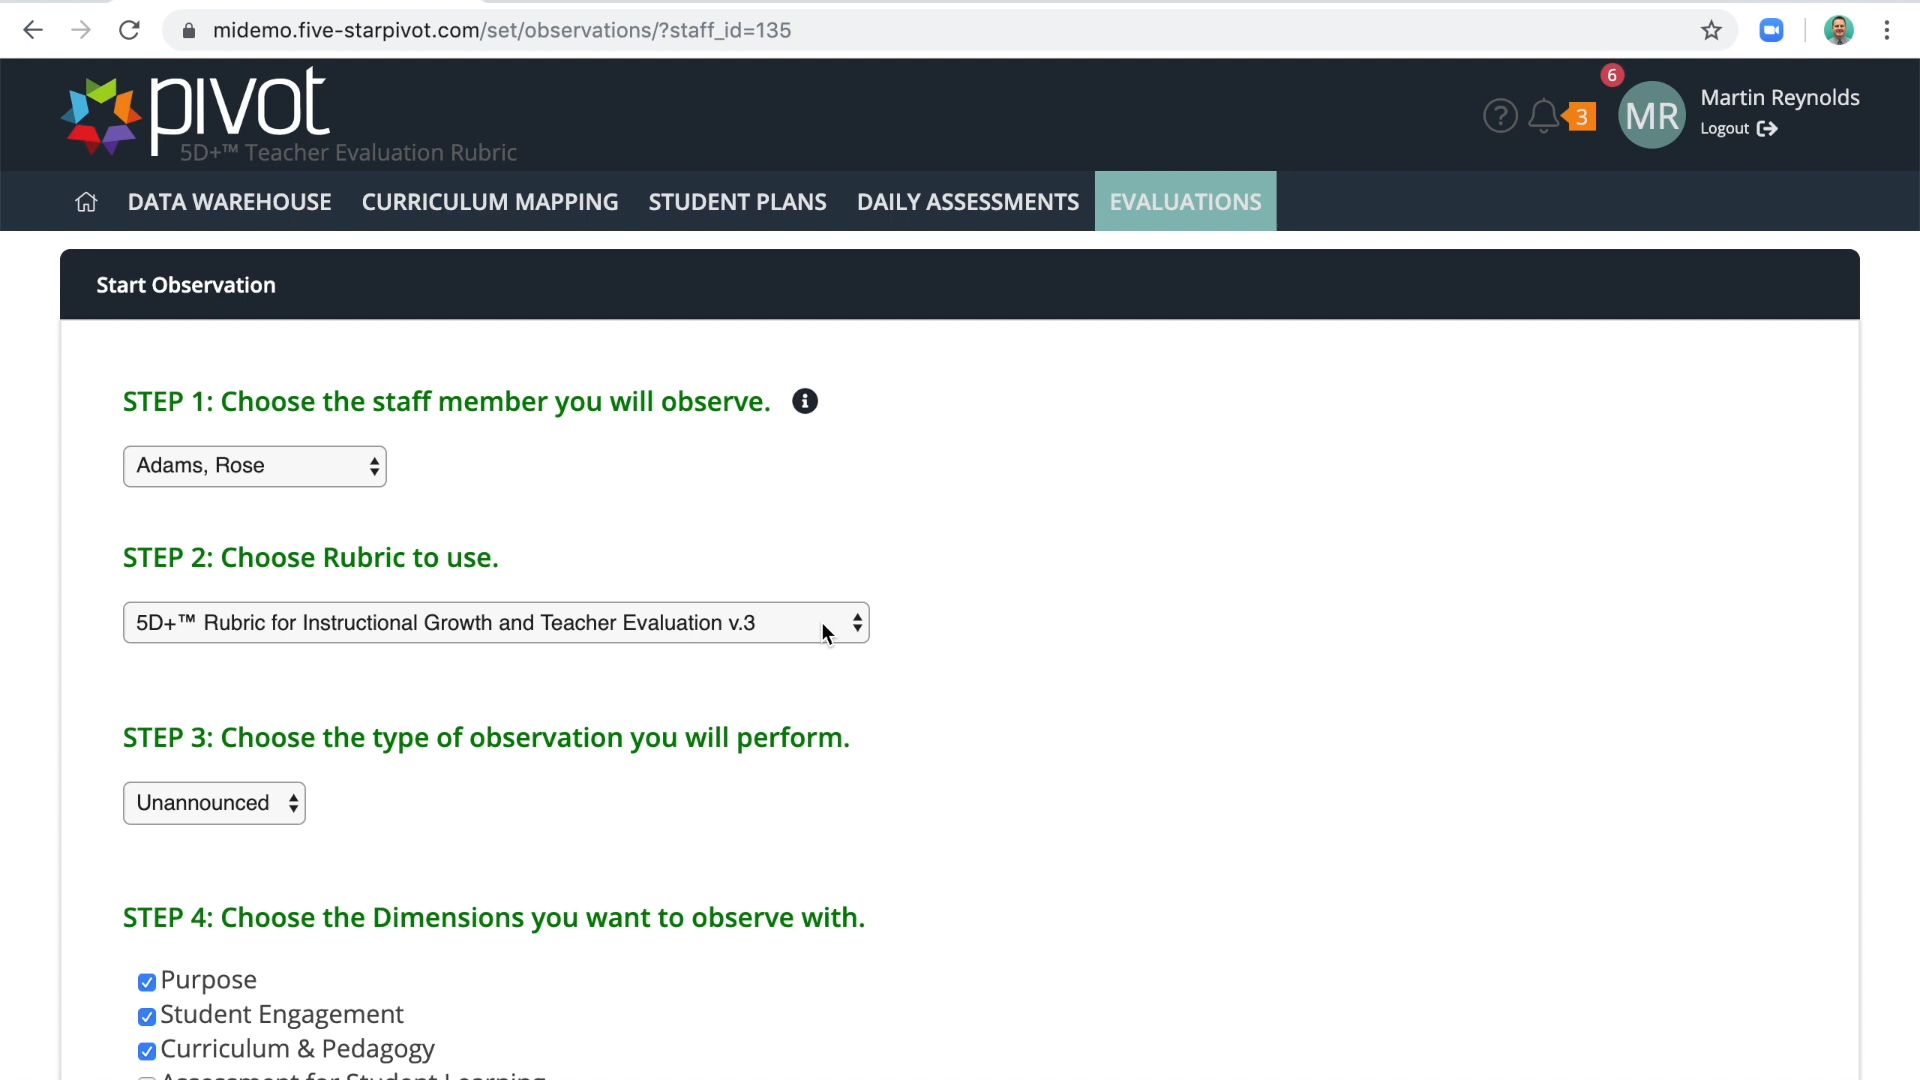 midemo.five-starpivot.com/set/observations/?staff_id=135
pivot
5D+™ Teacher Evaluation Rubric
?
3
6
MR
Martin Reynolds
Logout
DATA WAREHOUSE CURRICULUM MAPPING STUDENT PLANS DAILY ASSESSMENTS EVALUATIONS
Start Observation
STEP 1: Choose the staff member you will observe.
Adams, Rose
STEP 2: Choose Rubric to use.
5D+™ Rubric for Instructional Growth and Teacher Evaluation v.3
STEP 3: Choose the type of observation you will perform.
Unannounced
STEP 4: Choose the Dimensions you want to observe with.
Purpose
Student Engagement
Curriculum & Pedagogy
Assessment for Student Learning